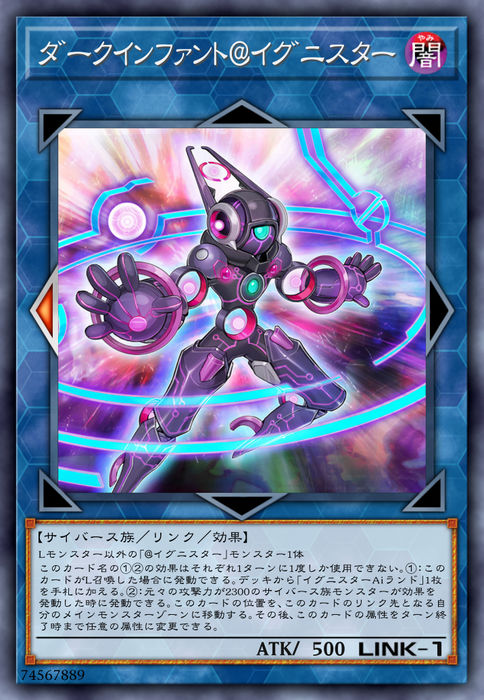 ダークインファント@イグニスター
やみ
闇
【サイバース族/リンク/効果】
Lモンスター以外の「@イグニスター」モンスター1体
このカード名の①②の効果はそれぞれ1ターンに1度しか使用できない。①:この
カードがL召喚した場合に発動できる。デッキから「イグニスターAiランド」1枚
を手札に加える。②:元々の攻撃力が2300のサイバース族モンスターが効果を
発動した時に発動できる。このカードの位置を、このカードのリンク先となる自
分のメインモンスターゾーンに移動する。その後、このカードの属性をターン終
了時まで任意の属性に変更できる。
ATK/ 500 LINK-1
74567889